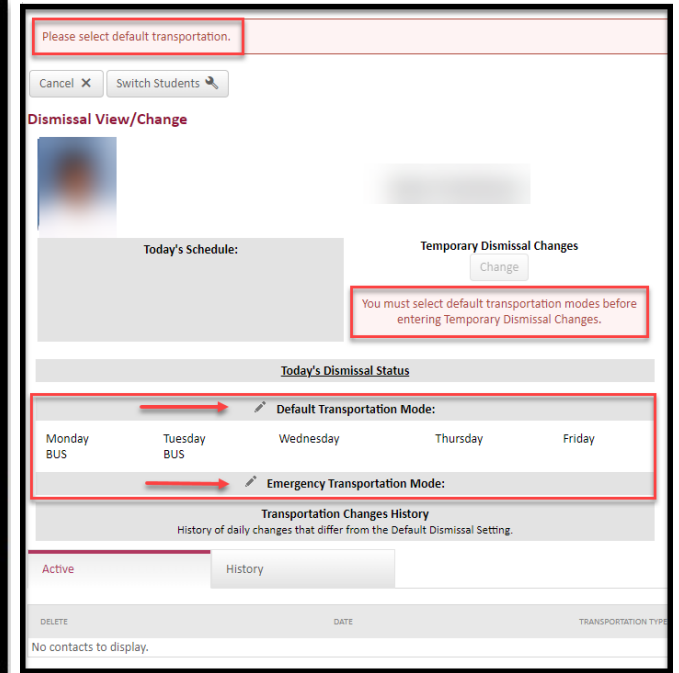 Please select default transportation.
Cancel X Switch Students
Dismissal View/Change
Today's Schedule:
Temporary Dismissal Changes
Change
You must select default transportation modes before
entering Temporary Dismissal Changes.
Today's Dismissal Status
Default Transportation Mode:
Monday Tuesday Wednesday Thursday Friday
BUS BUS
Emergency Transportation Mode:
Transportation Changes History
History of daily changes that differ from the Default Dismissal Setting.
Active History
DELETE DATE TRANSPORTATION TYPE
No contacts to display.